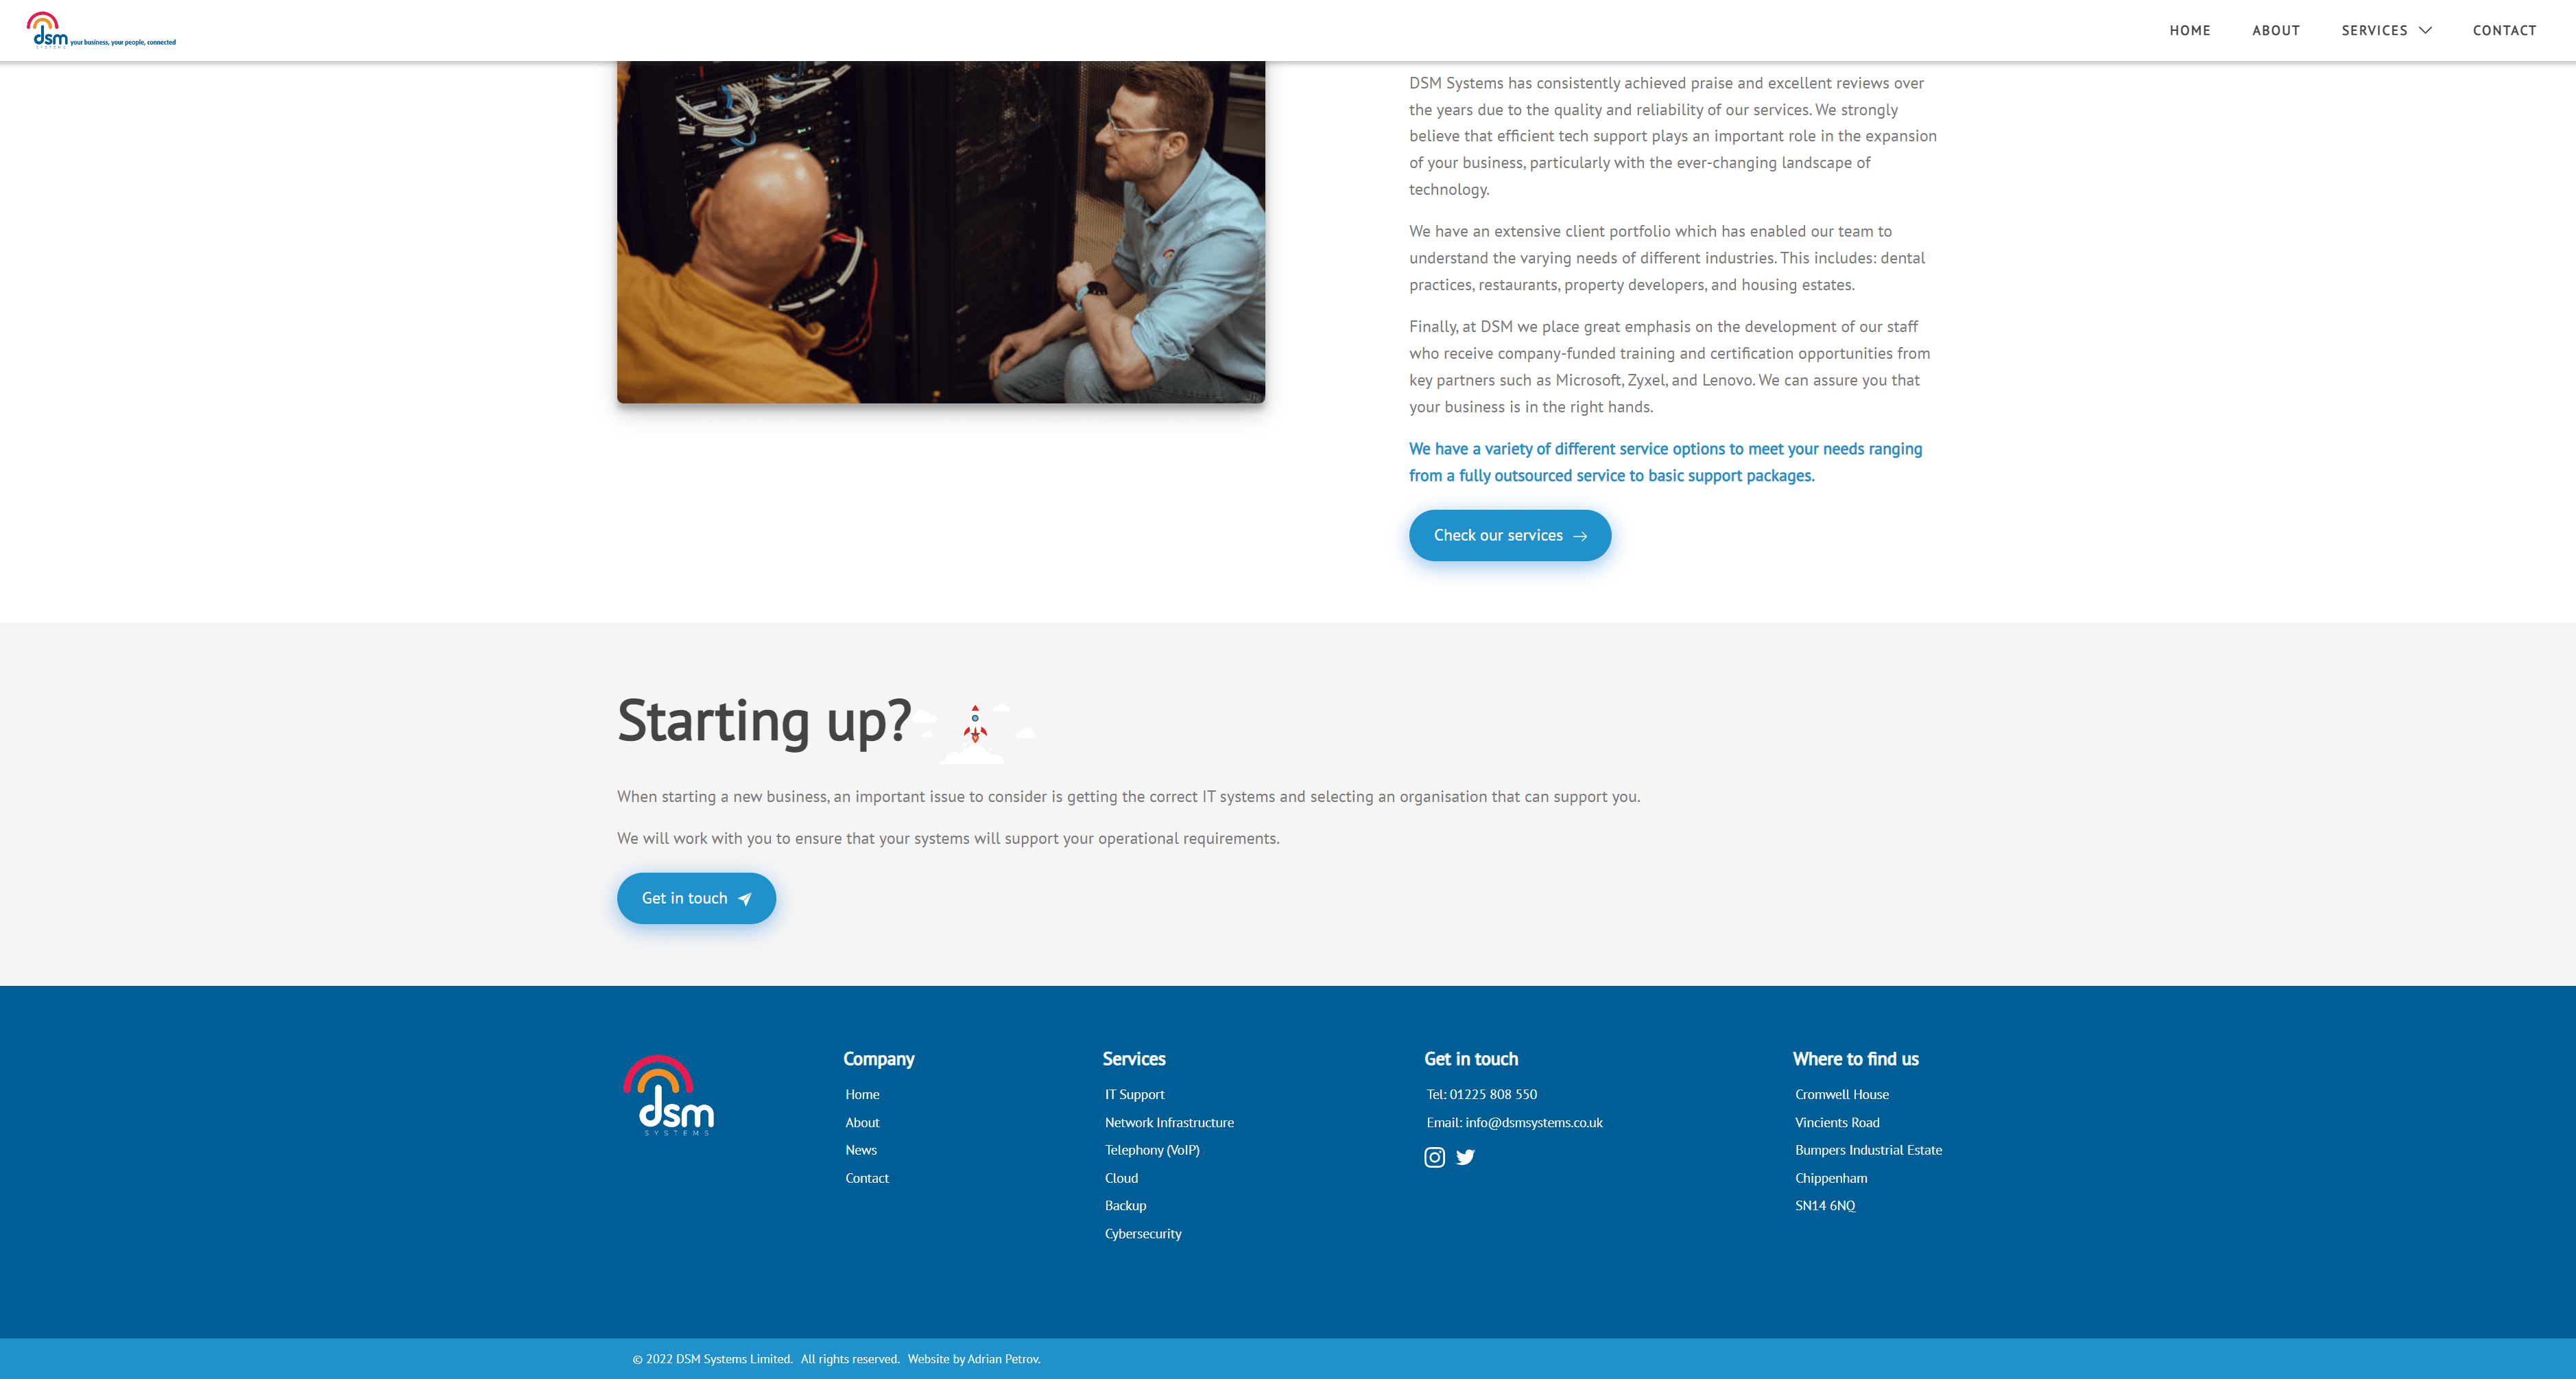 dsm
SYSTEMS
your business, your people, connected
HOME
ABOUT
SERVICES
CONTACT
DSM Systems has consistently achieved praise and excellent reviews over
the years due to the quality and reliability of our services. We strongly
believe that efficient tech support plays an important role in the expansion
of your business, particularly with the ever-changing landscape of
technology.
We have an extensive client portfolio which has enabled our team to
understand the varying needs of different industries. This includes: dental
practices, restaurants, property developers, and housing estates.
Finally, at DSM we place great emphasis on the development of our staff
who receive company-funded training and certification opportunities from
key partners such as Microsoft, Zyxel, and Lenovo. We can assure you that
your business is in the right hands.
We have a variety of different service options to meet your needs ranging
from a fully outsourced service to basic support packages.
Check our services
Starting up?
When starting a new business, an important issue to consider is getting the correct IT systems and selecting an organisation that can support you.
We will work with you to ensure that your systems will support your operational requirements.
Get in touch
dsm
SYSTEMS
Company
Home
About
News
Contact
Services
IT Support
Network Infrastructure
Telephony (VoIP)
Cloud
Backup
Cybersecurity
Get in touch
Tel: 01225 808 550
Email: info@dsmsystems.co.uk
Where to find us
Cromwell House
Vincients Road
Bumpers Industrial Estate
Chippenham
SN14 6NQ
© 2022 DSM Systems Limited. All rights reserved. Website by Adrian Petrov.